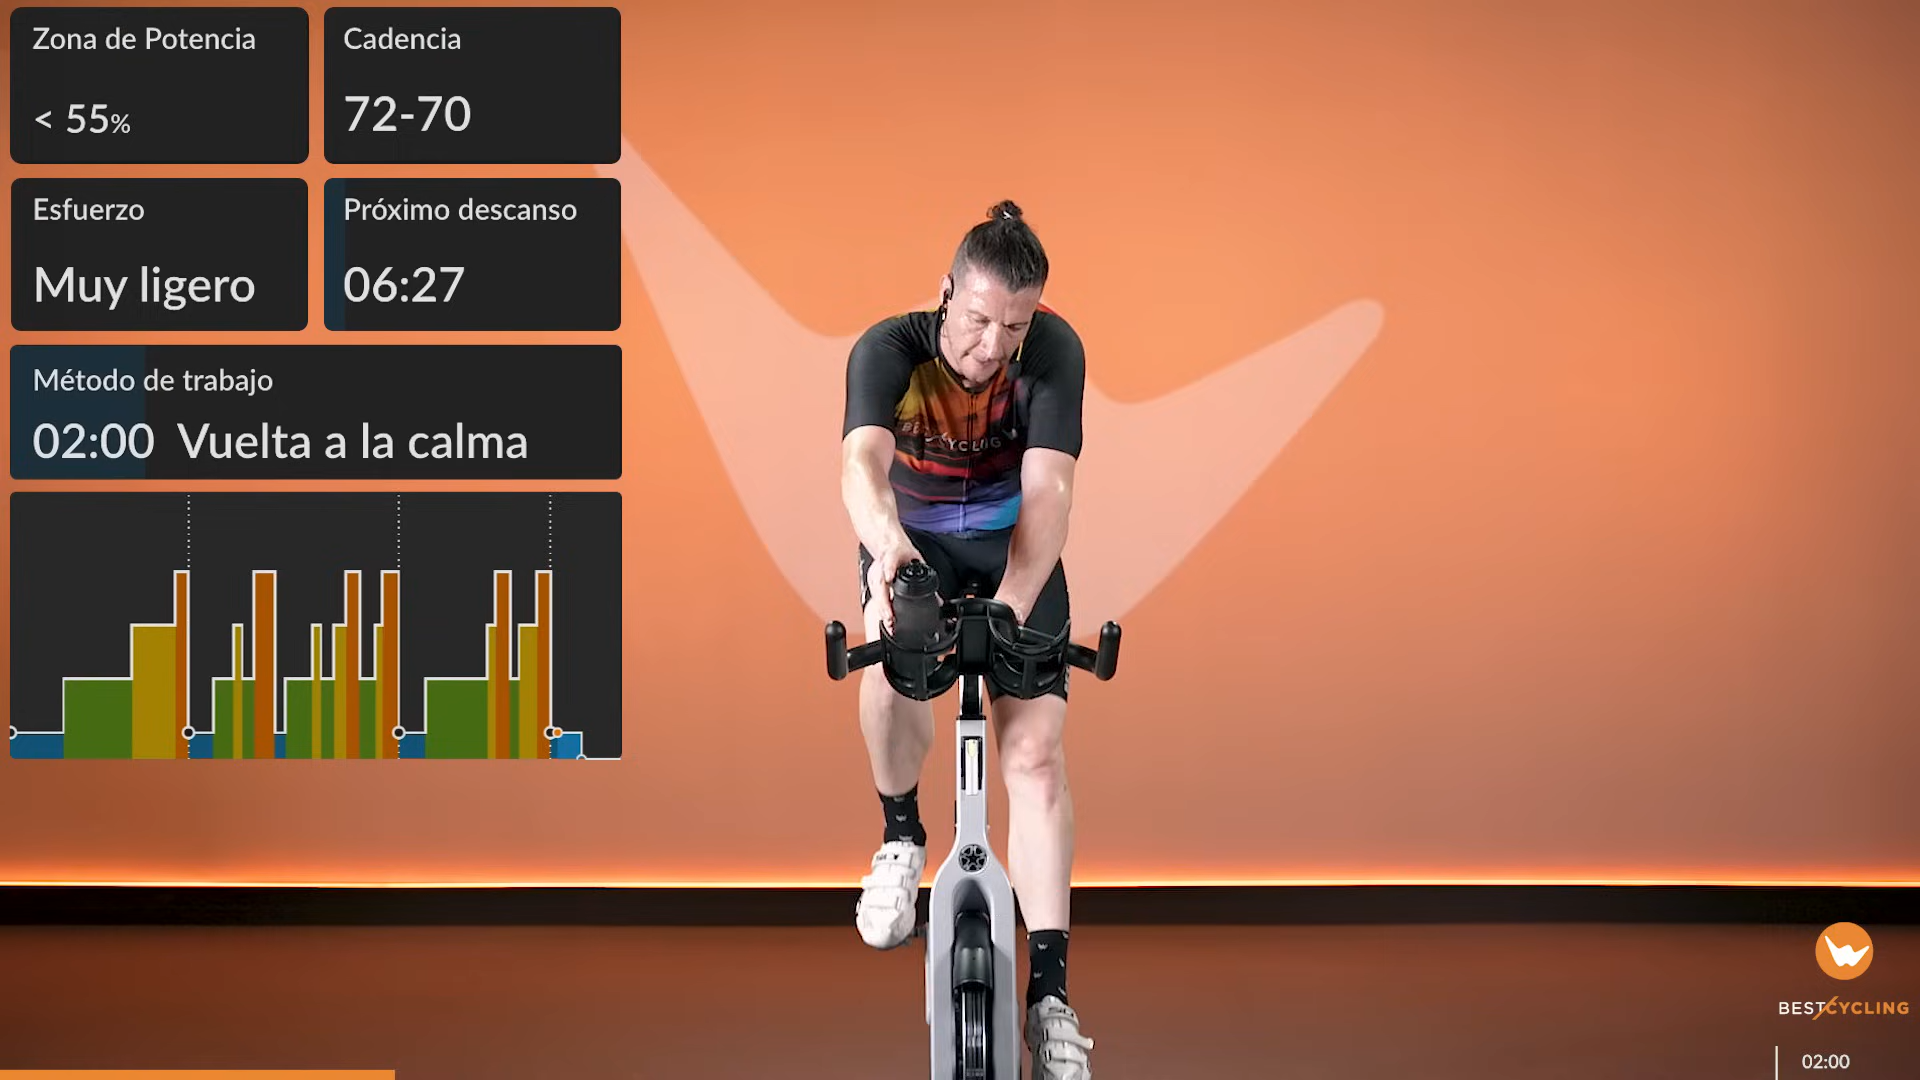 Zona de Potencia
< 55%
Cadencia
72-70
Esfuerzo
Muy ligero
Próximo descanso
06:27
Método de trabajo
02:00 Vuelta a la calma
BESTCYCLING
BESTCYCLING
02:00